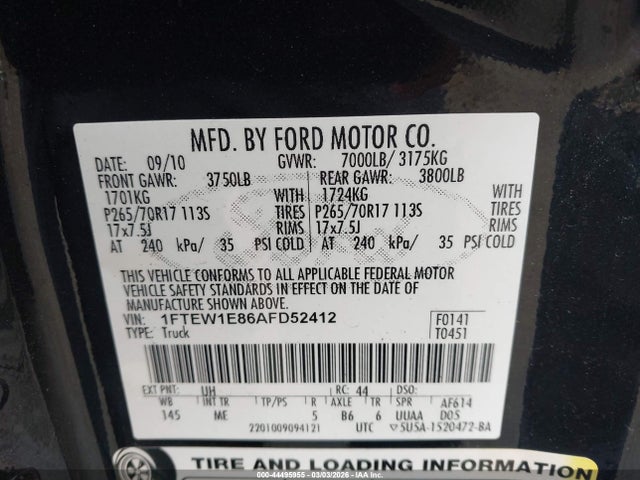 MFD. BY FORD MOTOR CO.
DATE: 09/10 GVWR: 7000LB/ 3175KG
FRONT GAWR: 3750LB REAR GAWR: 3800LB
1701KG WITH 1724KG WITH
P265/70R17 113S TIRES P265/70R17 113S TIRES
17x7.5J RIMS 17x7.5J RIMS
AT 240 kPa/ 35 PSI COLD AT 240 kPa/ 35 PSI COLD
THIS VEHICLE CONFORMS TO ALL APPLICABLE FEDERAL MOTOR
VEHICLE SAFETY STANDARDS IN EFFECT ON THE DATE OF
MANUFACTURE SHOWN ABOVE.
VIN: 1FTEW1E86AFD52412 F0141
TYPE: Truck T0451
EXT PNT: UH RC: 44 DSO:
WB INT TR TP/PS R AXLE TR SPR AF614
145 ME 5 B6 6 UUAA DOS
2201009094121 UTC 5U5A-1520472-BA
TIRE AND LOADING INFORMATION
000-44495955 - 03/03/2026 - IAA Holdings, LLC